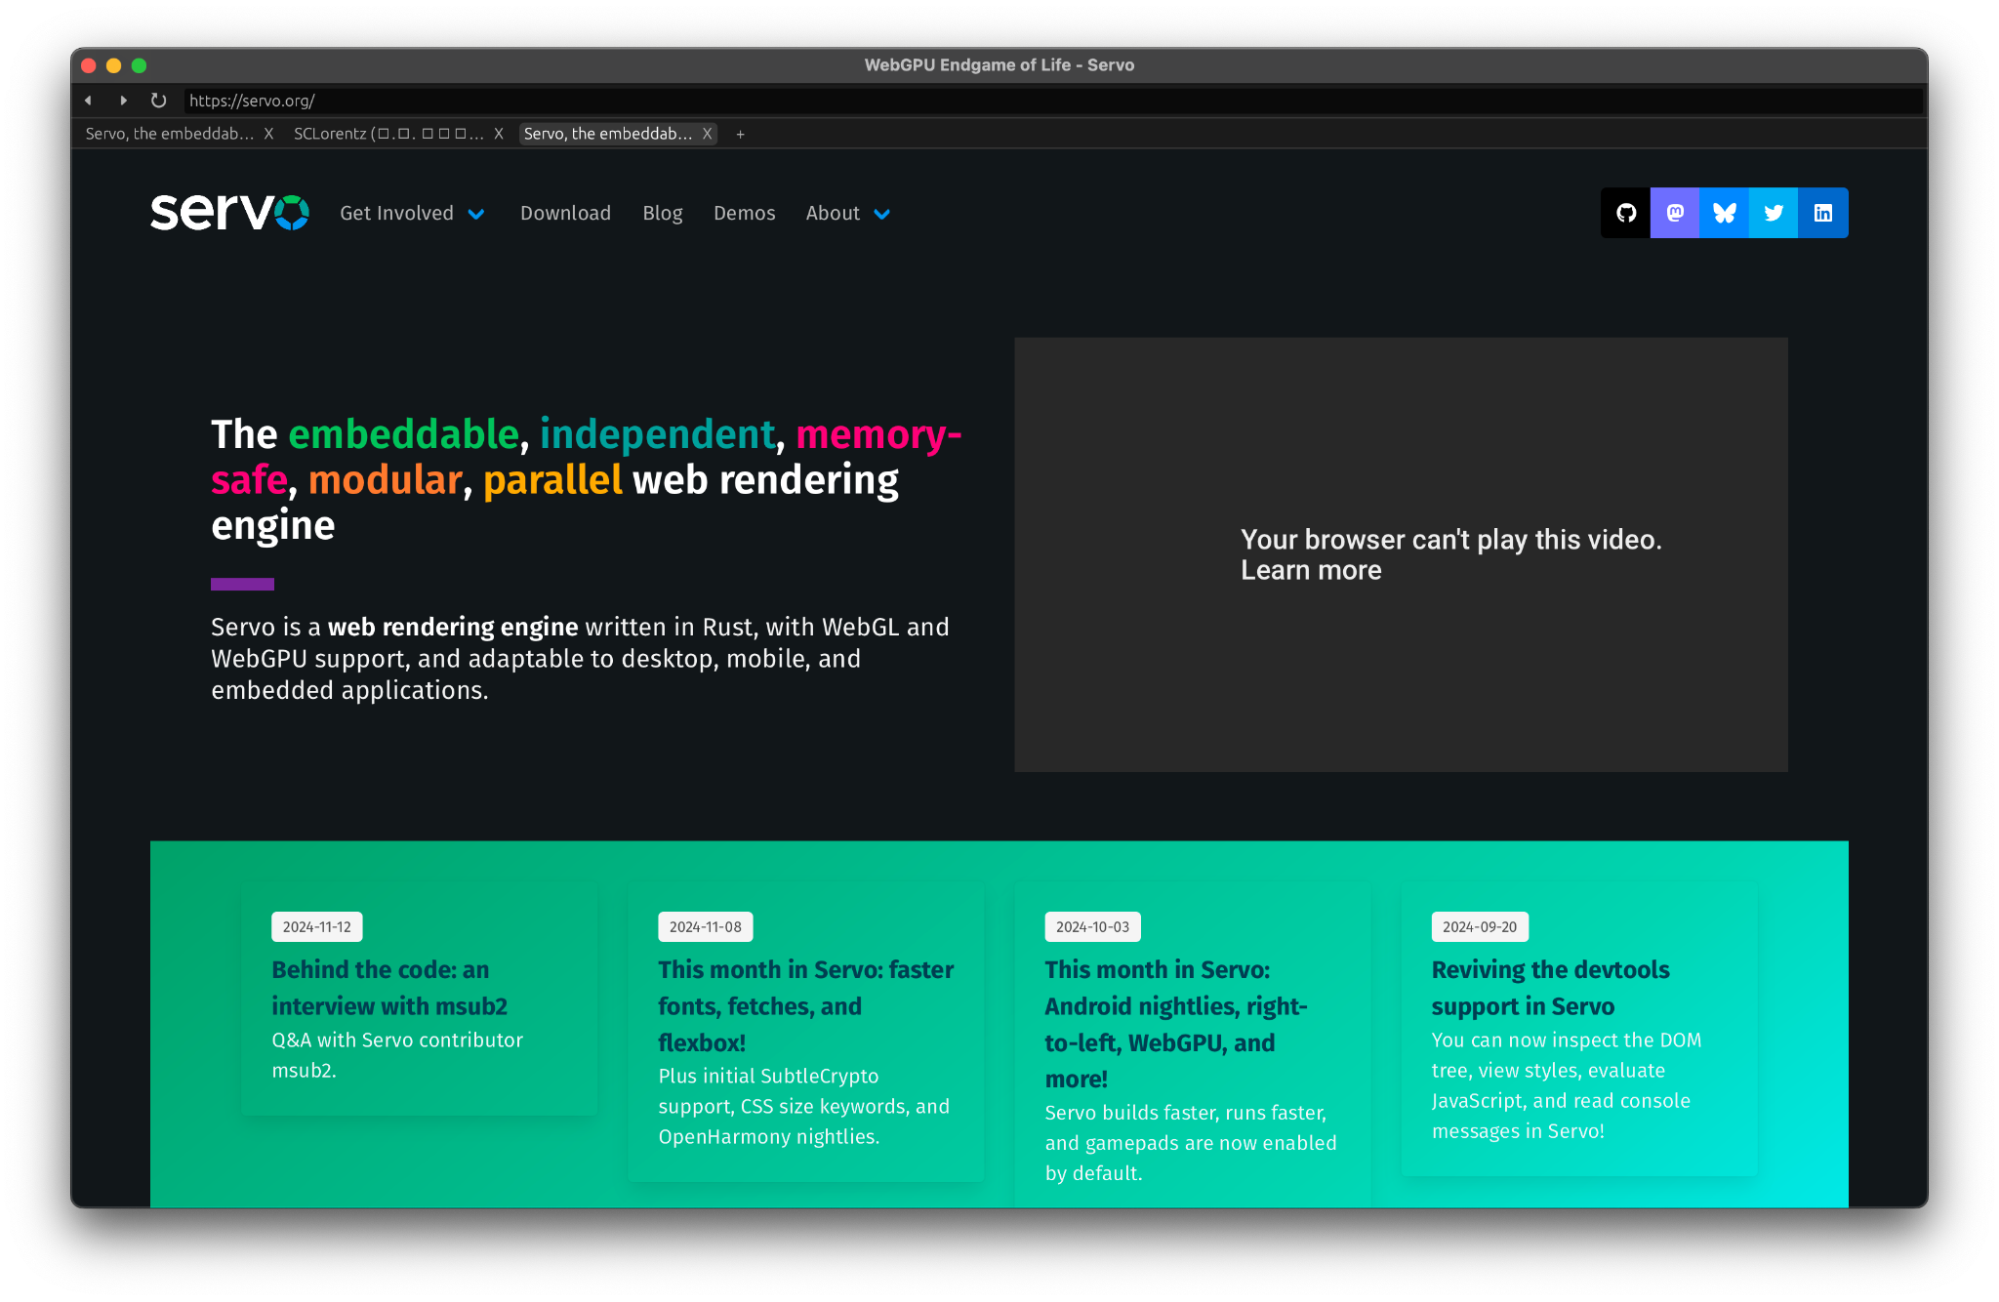 WebGPU Endgame of Life - Servo
https://servo.org/
Servo, the embeddab... X SCLorentz (□.□. □ □ □... X Servo, the embeddab... X +
servo Get Involved Download Blog Demos About
The embeddable, independent, memory-
safe, modular, parallel web rendering
engine
Servo is a web rendering engine written in Rust, with WebGL and
WebGPU support, and adaptable to desktop, mobile, and
embedded applications.
Your browser can't play this video.
Learn more
2024-11-12
Behind the code: an
interview with msub2
Q&A with Servo contributor
msub2.
2024-11-08
This month in Servo: faster
fonts, fetches, and
flexbox!
Plus initial SubtleCrypto
support, CSS size keywords, and
OpenHarmony nightlies.
2024-10-03
This month in Servo:
Android nightlies, right-
to-left, WebGPU, and
more!
Servo builds faster, runs faster,
and gamepads are now enabled
by default.
2024-09-20
Reviving the devtools
support in Servo
You can now inspect the DOM
tree, view styles, evaluate
JavaScript, and read console
messages in Servo!